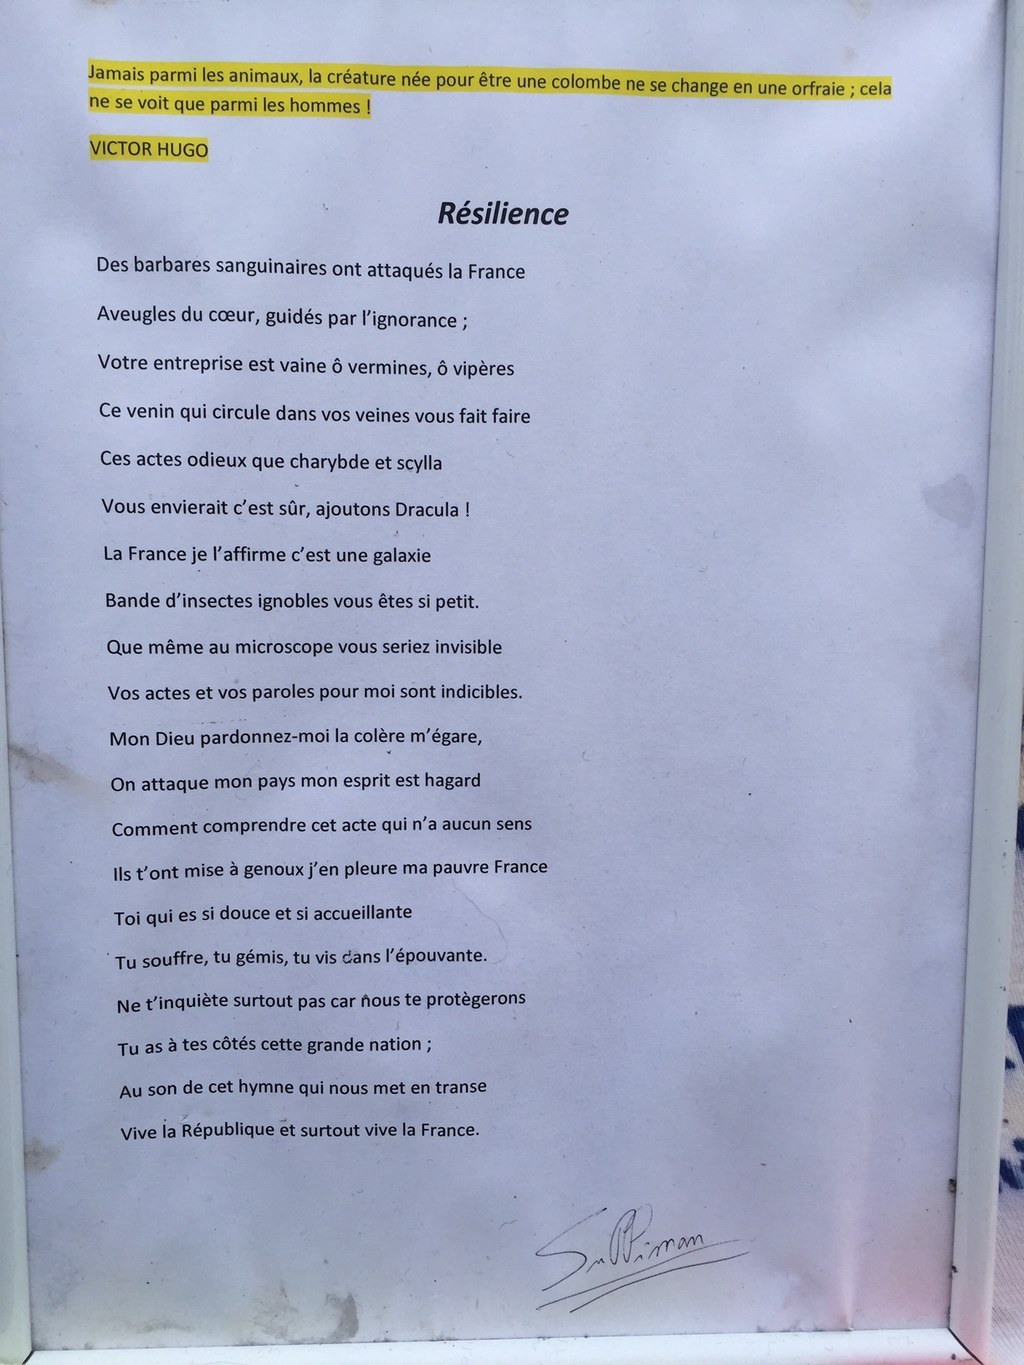 Jamais parmi les animaux, la créature née pour être une colombe ne se change en une orfraie ; cela
ne se voit que parmi les hommes !
VICTOR HUGO
Résilience
Des barbares sanguinaires ont attaqués la France
Aveugles du cœur, guidés par l'ignorance ;
Votre entreprise est vaine ô vermines, ô vipères
Ce venin qui circule dans vos veines vous fait faire
Ces actes odieux que charybde et scylla
Vous envierait c'est sûr, ajoutons Dracula !
La France je l'affirme c'est une galaxie
Bande d'insectes ignobles vous êtes si petit.
Que même au microscope vous seriez invisible
Vos actes et vos paroles pour moi sont indicibles.
Mon Dieu pardonnez-moi la colère m'égare,
On attaque mon pays mon esprit est hagard
Comment comprendre cet acte qui n'a aucun sens
Ils t'ont mise à genoux j'en pleure ma pauvre France
Toi qui es si douce et si accueillante
Tu souffre, tu gémis, tu vis dans l'épouvante.
Ne t'inquiète surtout pas car nous te protègerons
Tu as à tes côtés cette grande nation ;
Au son de cet hymne qui nous met en transe
Vive la République et surtout vive la France.